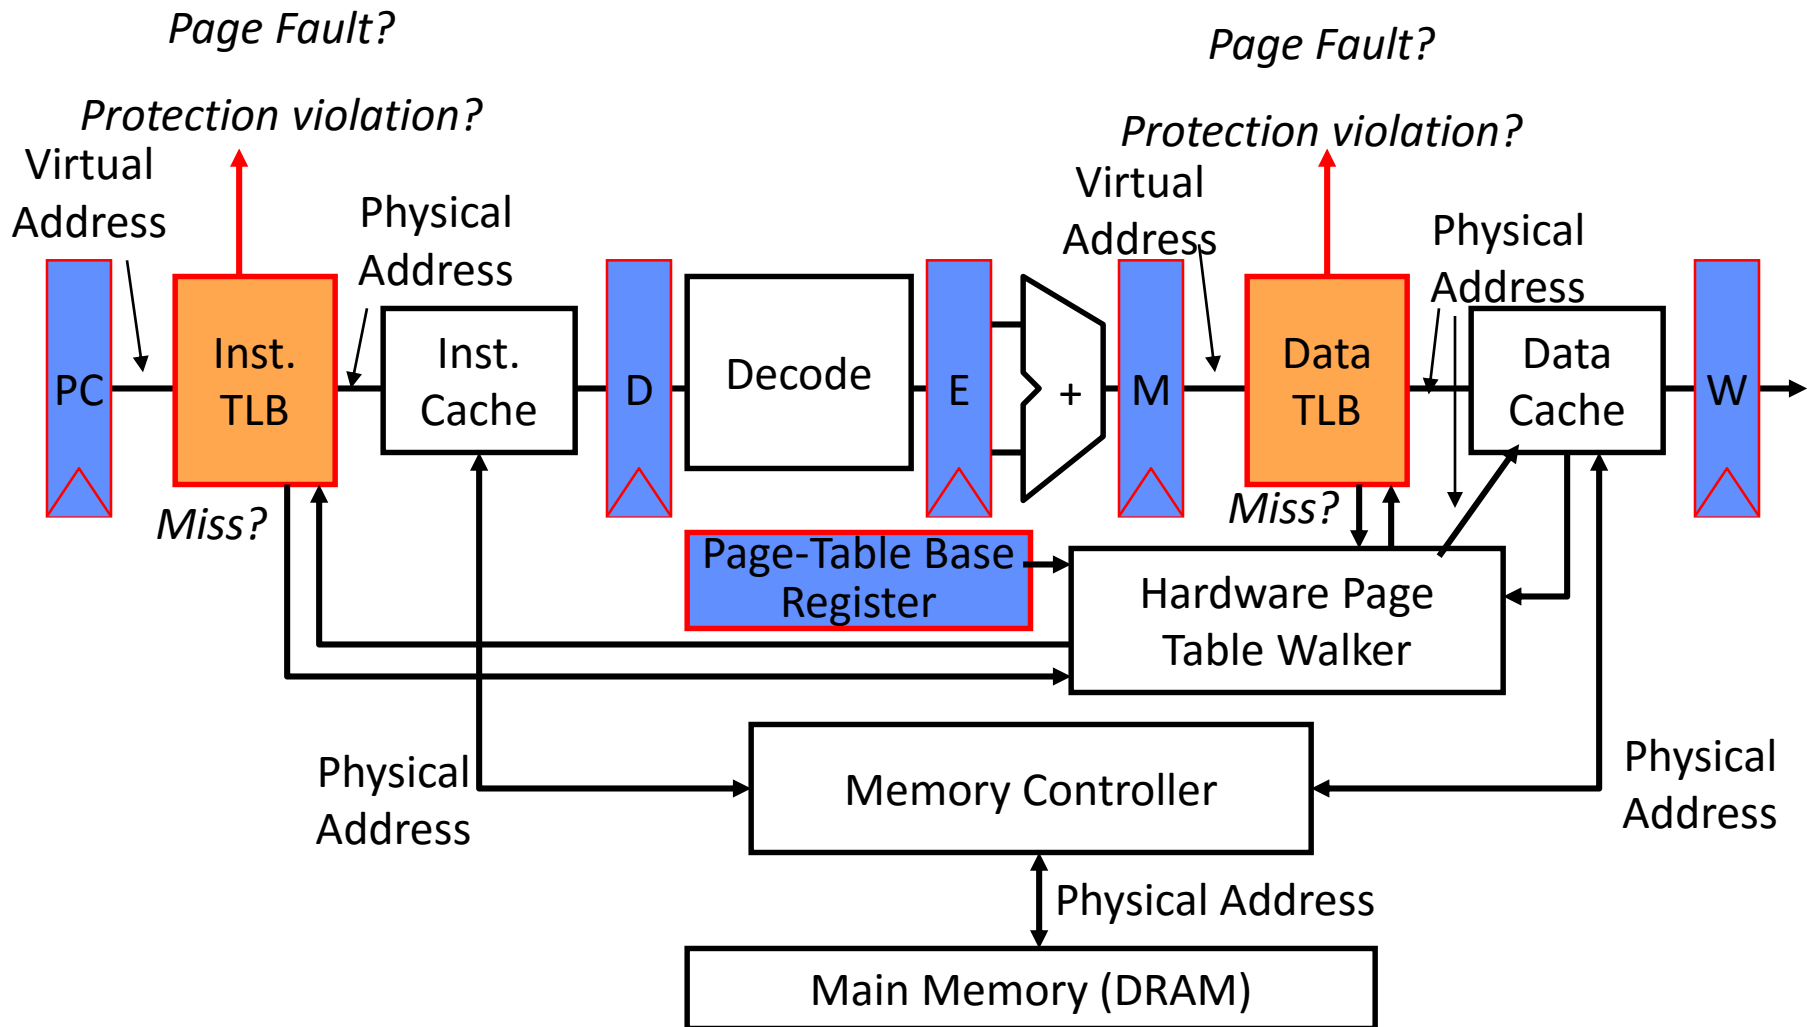 Page Fault?
Protection violation?
Page Fault?
Protection violation?
Virtual
Address
Physical
Address
Virtual
Address
Physical
Address
PC
Inst.
TLB
Inst.
Cache
D
Decode
E
+
M
Data
TLB
Data
Cache
W
Miss?
Miss?
Page-Table Base
Register
Hardware Page
Table Walker
Physical
Address
Memory Controller
Physical
Address
Physical Address
Main Memory (DRAM)